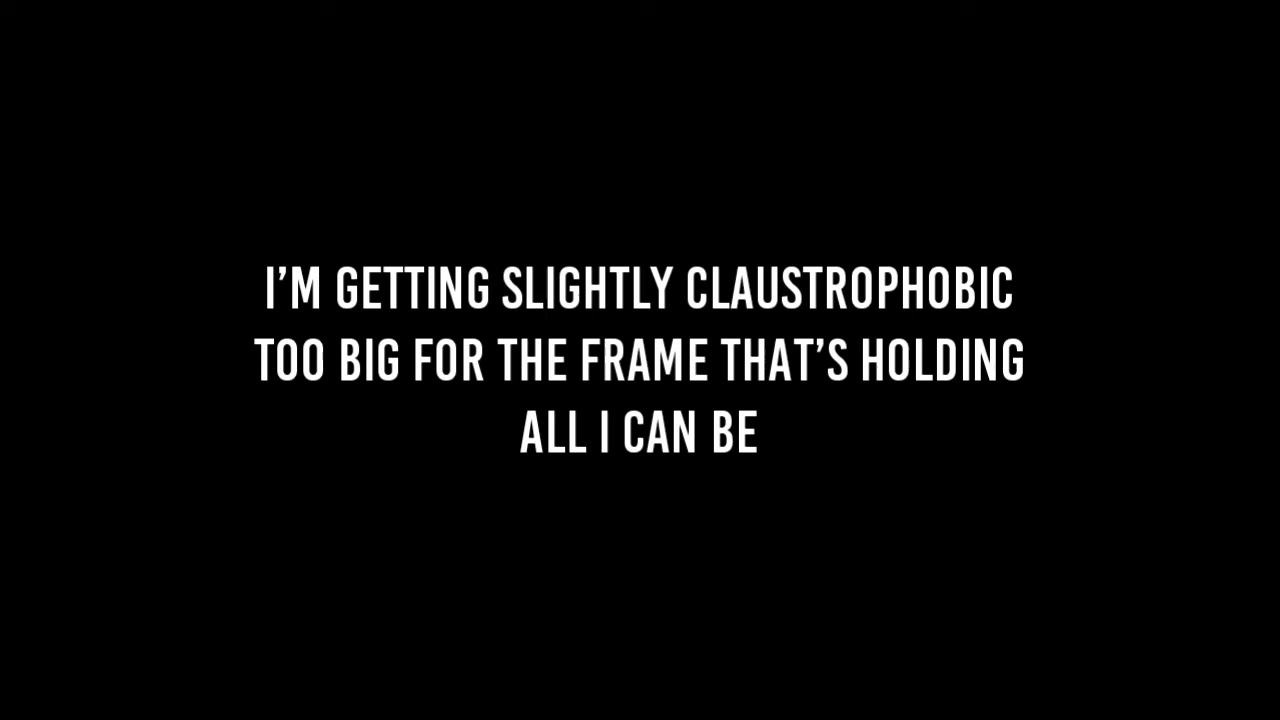 I’M GETTING SLIGHTLY CLAUSTROPHOBIC
TOO BIG FOR THE FRAME THAT’S HOLDING
ALL I CAN BE